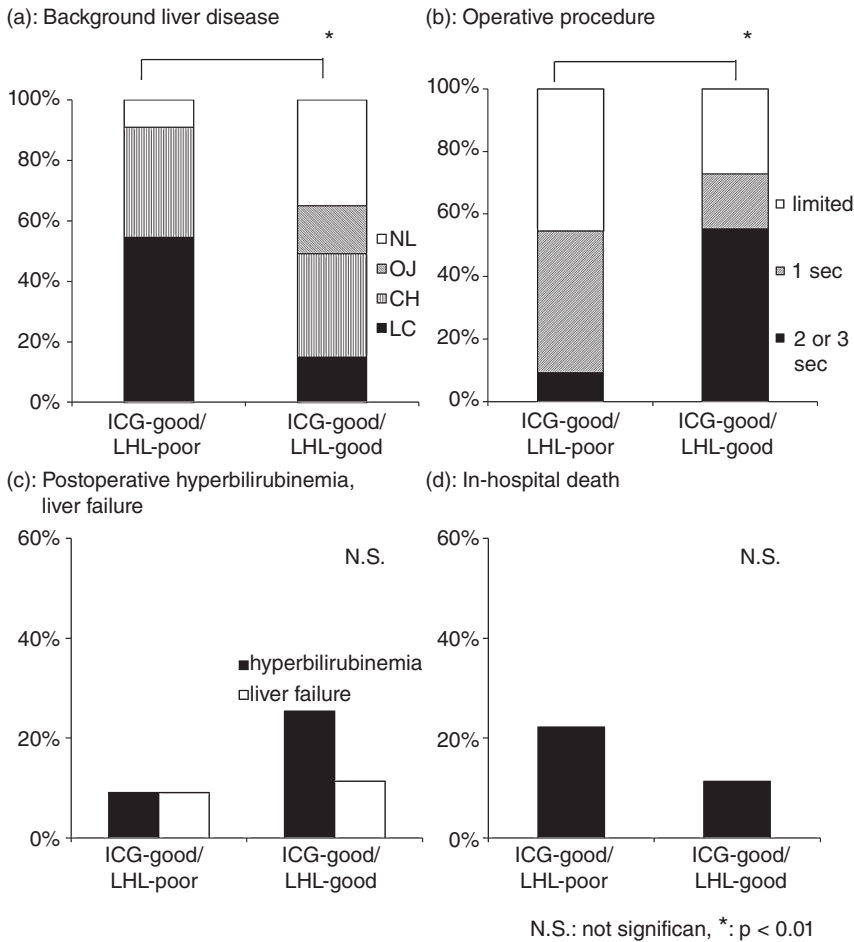 (a): Background liver disease
*
100%
80%
60%
40%
20%
0%
NL
OJ
CH
LC
ICG-good/
LHL-poor
ICG-good/
LHL-good
(b): Operative procedure
*
100%
80%
60%
40%
20%
0%
limited
1 sec
2 or 3
sec
ICG-good/
LHL-poor
ICG-good/
LHL-good
(c): Postoperative hyperbilirubinemia,
liver failure
60%
40%
20%
0%
N.S.
hyperbilirubinemia
liver failure
ICG-good/
LHL-poor
ICG-good/
LHL-good
(d): In-hospital death
60%
40%
20%
0%
N.S.
ICG-good/
LHL-poor
ICG-good/
LHL-good
N.S.: not significan, *: p < 0.01